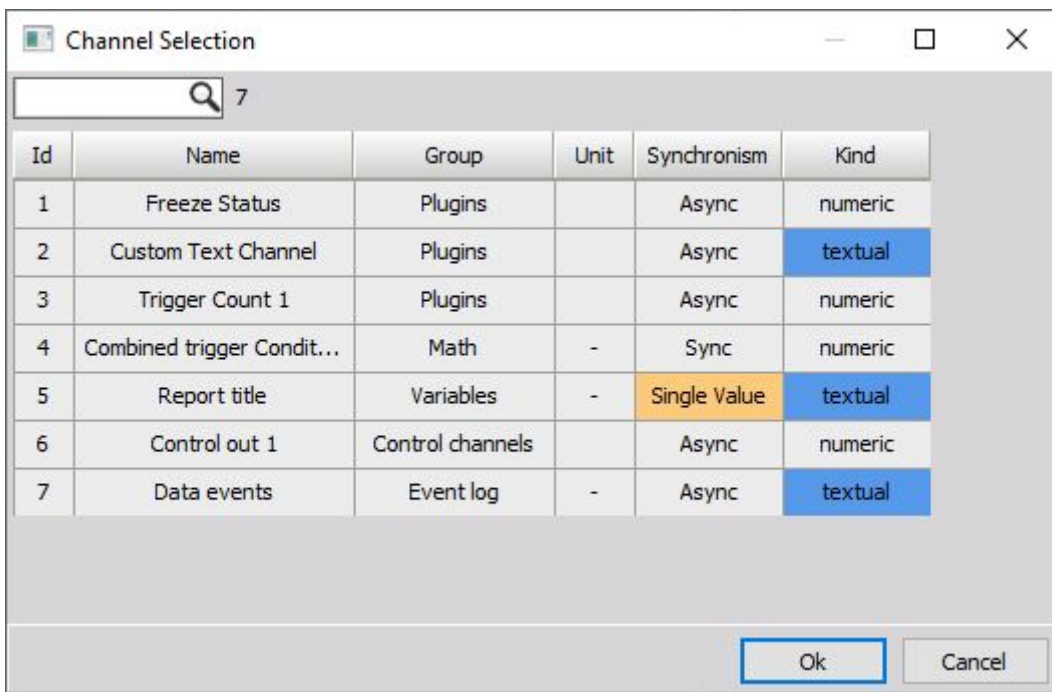 Channel Selection
7
Id Name Group Unit Synchronism Kind
1 Freeze Status Plugins Async numeric
2 Custom Text Channel Plugins Async textual
3 Trigger Count 1 Plugins Async numeric
4 Combined trigger Condit... Math - Sync numeric
5 Report title Variables - Single Value textual
6 Control out 1 Control channels Async numeric
7 Data events Event log - Async textual
Ok Cancel